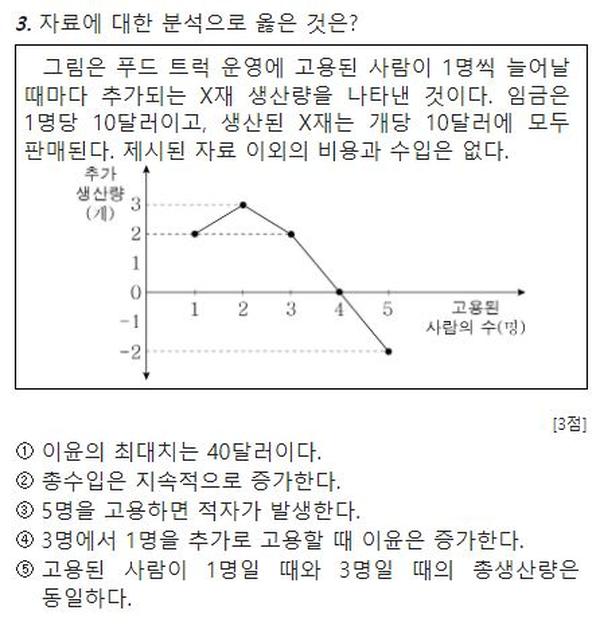 3. 자료에 대한 분석으로 옳은 것은?
그림은 푸드 트럭 운영에 고용된 사람이 1명씩 늘어날
때마다 추가되는 X재 생산량을 나타낸 것이다. 임금은
1명당 10달러이고, 생산된 X재는 개당 10달러에 모두
판매된다. 제시된 자료 이외의 비용과 수입은 없다.
추가
생산량
(개)
3
2
1
0
-1
-2
1 2 3 4 5
고용된
사람의 수(명)
[3점]
① 이윤의 최대치는 40달러이다.
② 총수입은 지속적으로 증가한다.
③ 5명을 고용하면 적자가 발생한다.
④ 3명에서 1명을 추가로 고용할 때 이윤은 증가한다.
⑤ 고용된 사람이 1명일 때와 3명일 때의 총생산량은
동일하다.